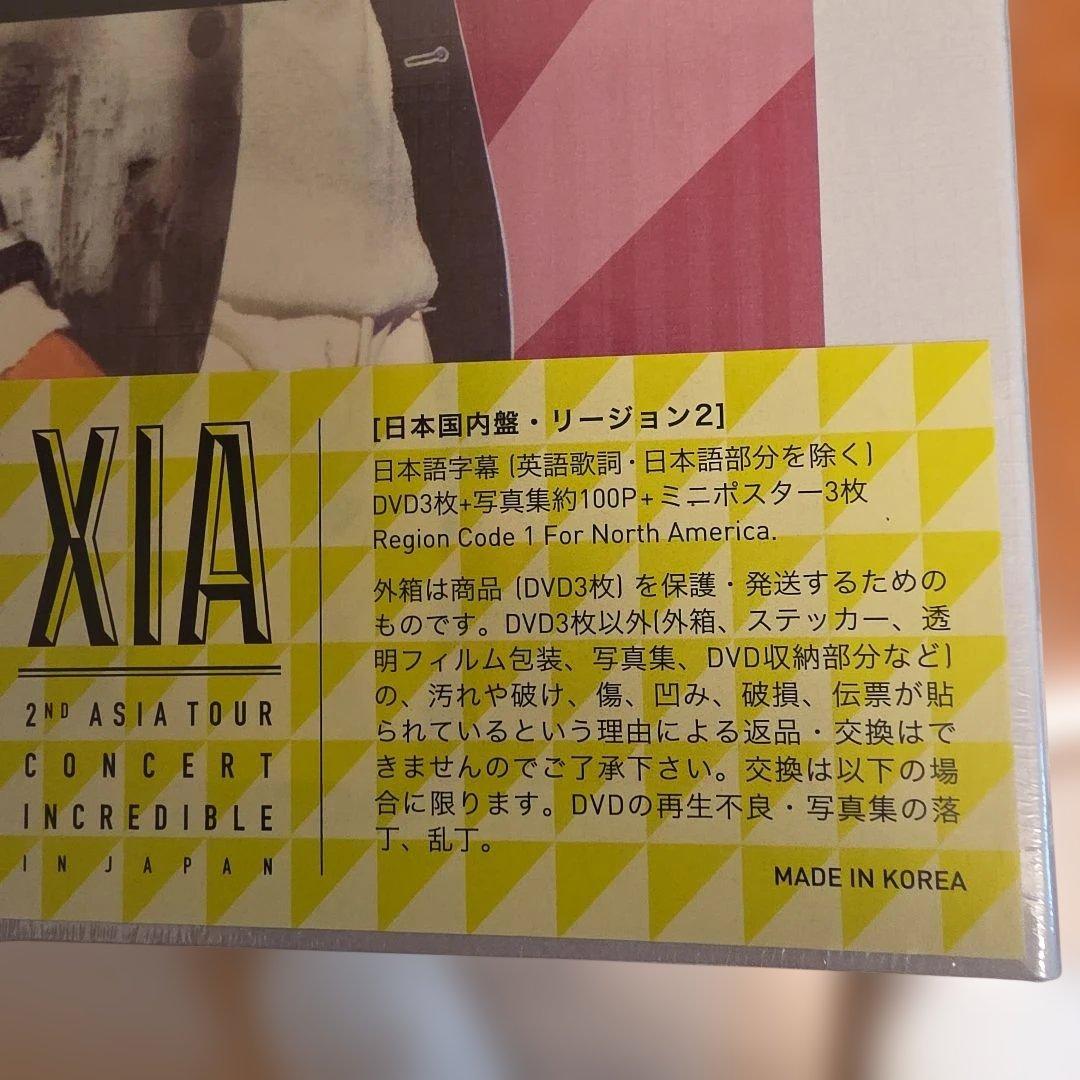 XIA
2ND ASIA TOUR
CONCERT
INCREDIBLE
IN JAPAN
[日本国内盤・リージョン2]
日本語字幕 (英語歌詞・日本語部分を除く)
DVD3枚+写真集約100P+ミニポスター3枚
Region Code 1 For North America.
外箱は商品 (DVD3枚) を保護・発送するための
ものです。DVD3枚以外(外箱、ステッカー、透
明フィルム包装、写真集、DVD収納部分など)
の、汚れや破け、傷、凹み、破損、伝票が貼
られているという理由による返品・交換はで
きませんのでご了承下さい。交換は以下の場
合に限ります。DVDの再生不良・写真集の落
丁、乱丁。
MADE IN KOREA